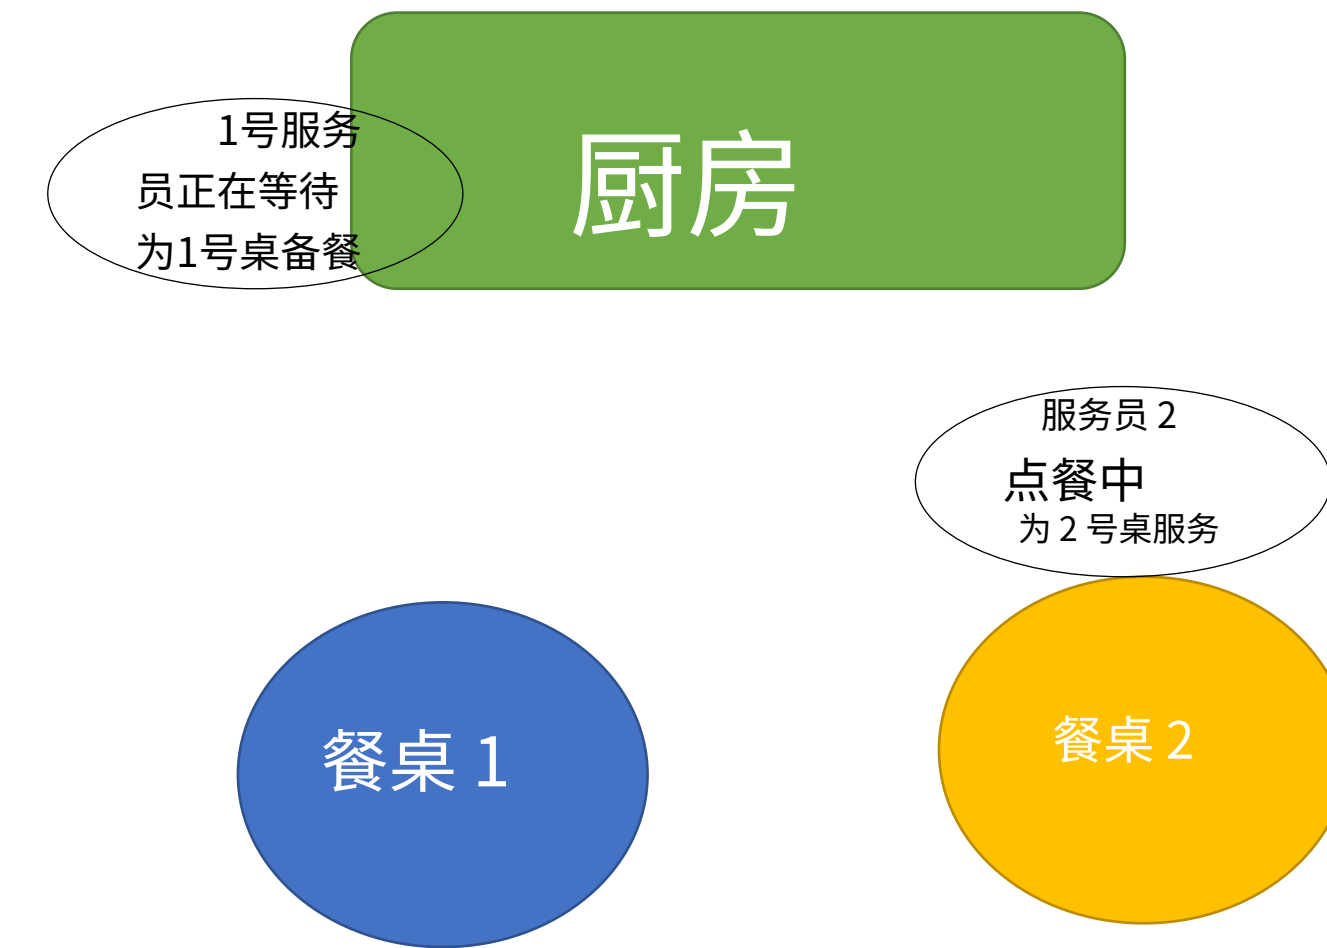 厨房
1号服务
员正在等待
为1号桌备餐
服务员 2
点餐中
为 2 号桌服务
餐桌 1
餐桌 2